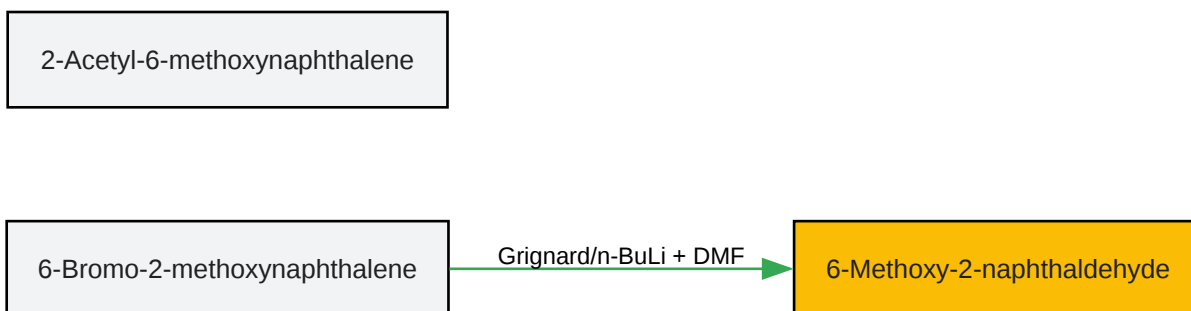 2-Acetyl-6-methoxynaphthalene
6-Bromo-2-methoxynaphthalene
Grignard/n-BuLi + DMF
6-Methoxy-2-naphthaldehyde